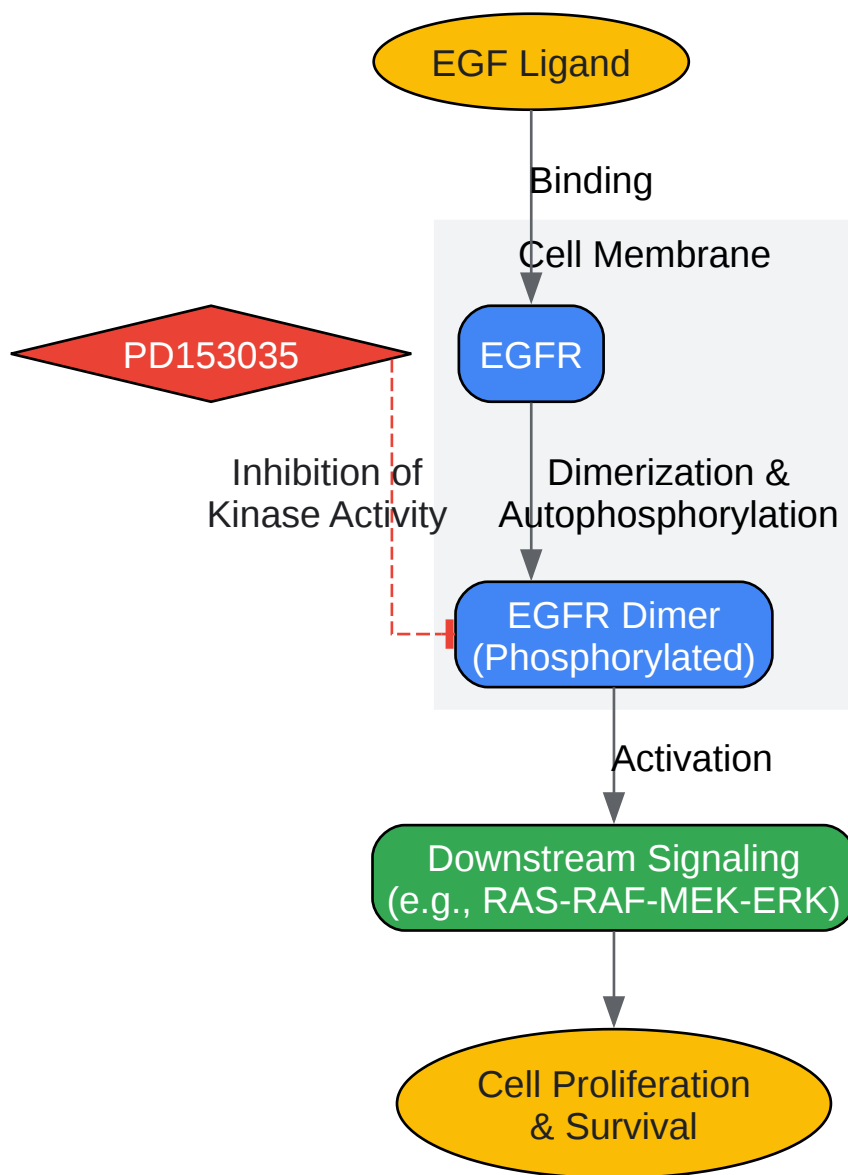 EGF Ligand
Binding
Cell Membrane
PD153035
EGFR
Inhibition of
Kinase Activity
Dimerization &
Autophosphorylation
EGFR Dimer
(Phosphorylated)
Activation
Downstream Signaling
(e.g., RAS-RAF-MEK-ERK)
Cell Proliferation
& Survival